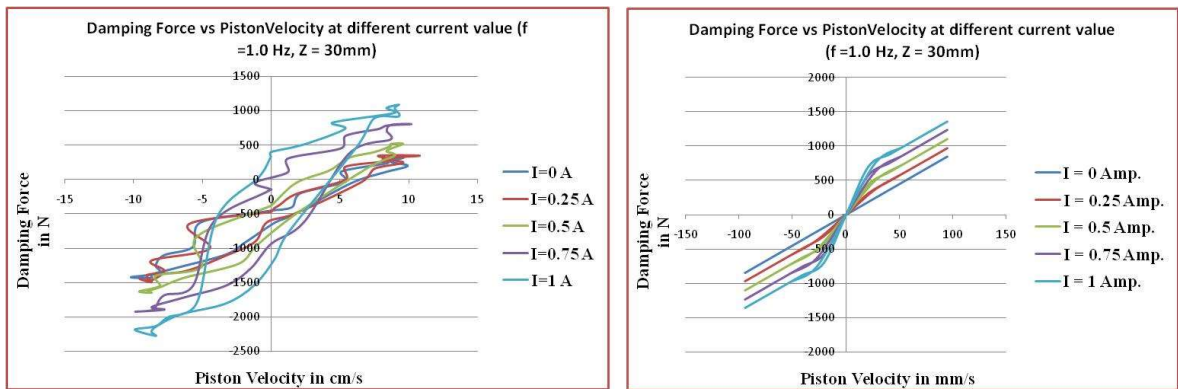 Damping Force vs PistonVelocity at different current value (f
=1.0 Hz, Z = 30mm)
1500
1000
500
0
-500
-1000
-1500
-2000
-2500
-15
-10
-5
0
5
10
15
Damping Force
in N
Piston Velocity in cm/s
I=0 A
I=0.25 A
I=0.5 A
I=0.75 A
I=1 A
Damping Force vs PistonVelocity at different current value
(f =1.0 Hz, Z = 30mm)
2000
1500
1000
500
0
-500
-1000
-1500
-2000
-150
-100
-50
0
50
100
150
Damping Force
in N
Piston Velocity in mm/s
I = 0 Amp.
I = 0.25 Amp.
I = 0.5 Amp.
I = 0.75 Amp.
I = 1 Amp.